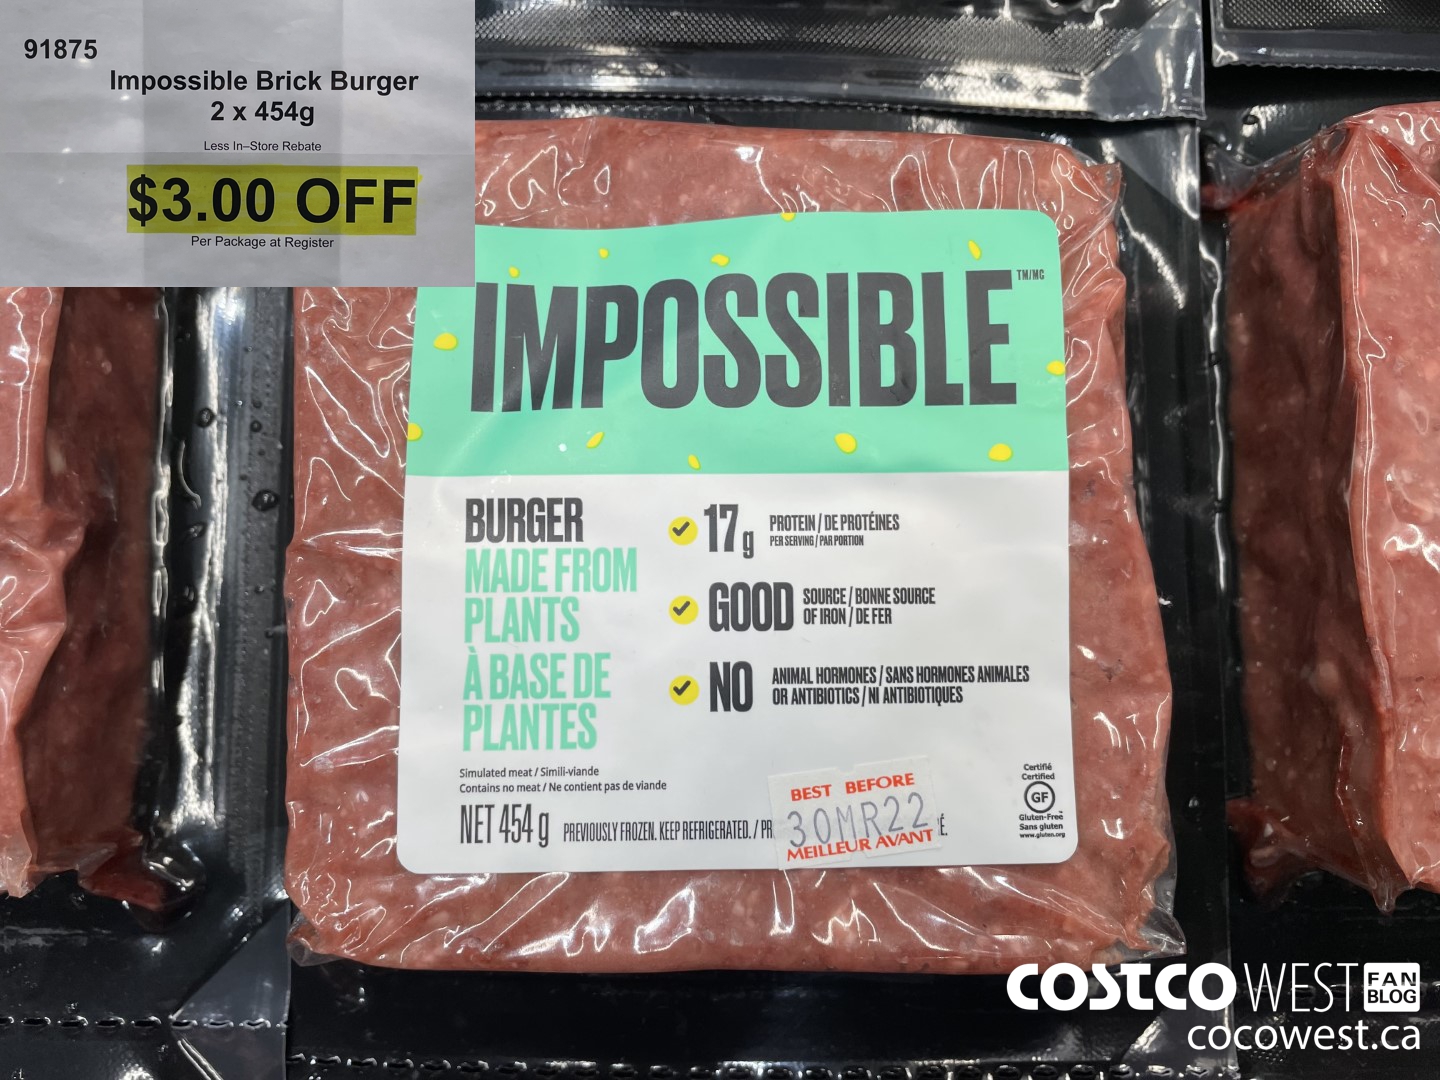 91875
Impossible Brick Burger
2 x 454g
Less In–Store Rebate
$3.00 OFF
Per Package at Register
IMPOSSIBLE TM/MC
BURGER
MADE FROM
PLANTS
À BASE DE
PLANTES
17g PROTEIN / DE PROTÉINES
PER SERVING / PAR PORTION
GOOD SOURCE / BONNE SOURCE
OF IRON / DE FER
NO ANIMAL HORMONES / SANS HORMONES ANIMALES
OR ANTIBIOTICS / NI ANTIBIOTIQUES
Simulated meat / Simili-viande
Contains no meat / Ne contient pas de viande
NET 454 g PREVIOUSLY FROZEN. KEEP REFRIGERATED. / PR
BEST BEFORE
30MR22
MEILLEUR AVANT
É.
Certifié
Certified
GF
Gluten-Free™
Sans gluten
www.gluten.org
COSTCO WEST FAN BLOG
cocowest.ca